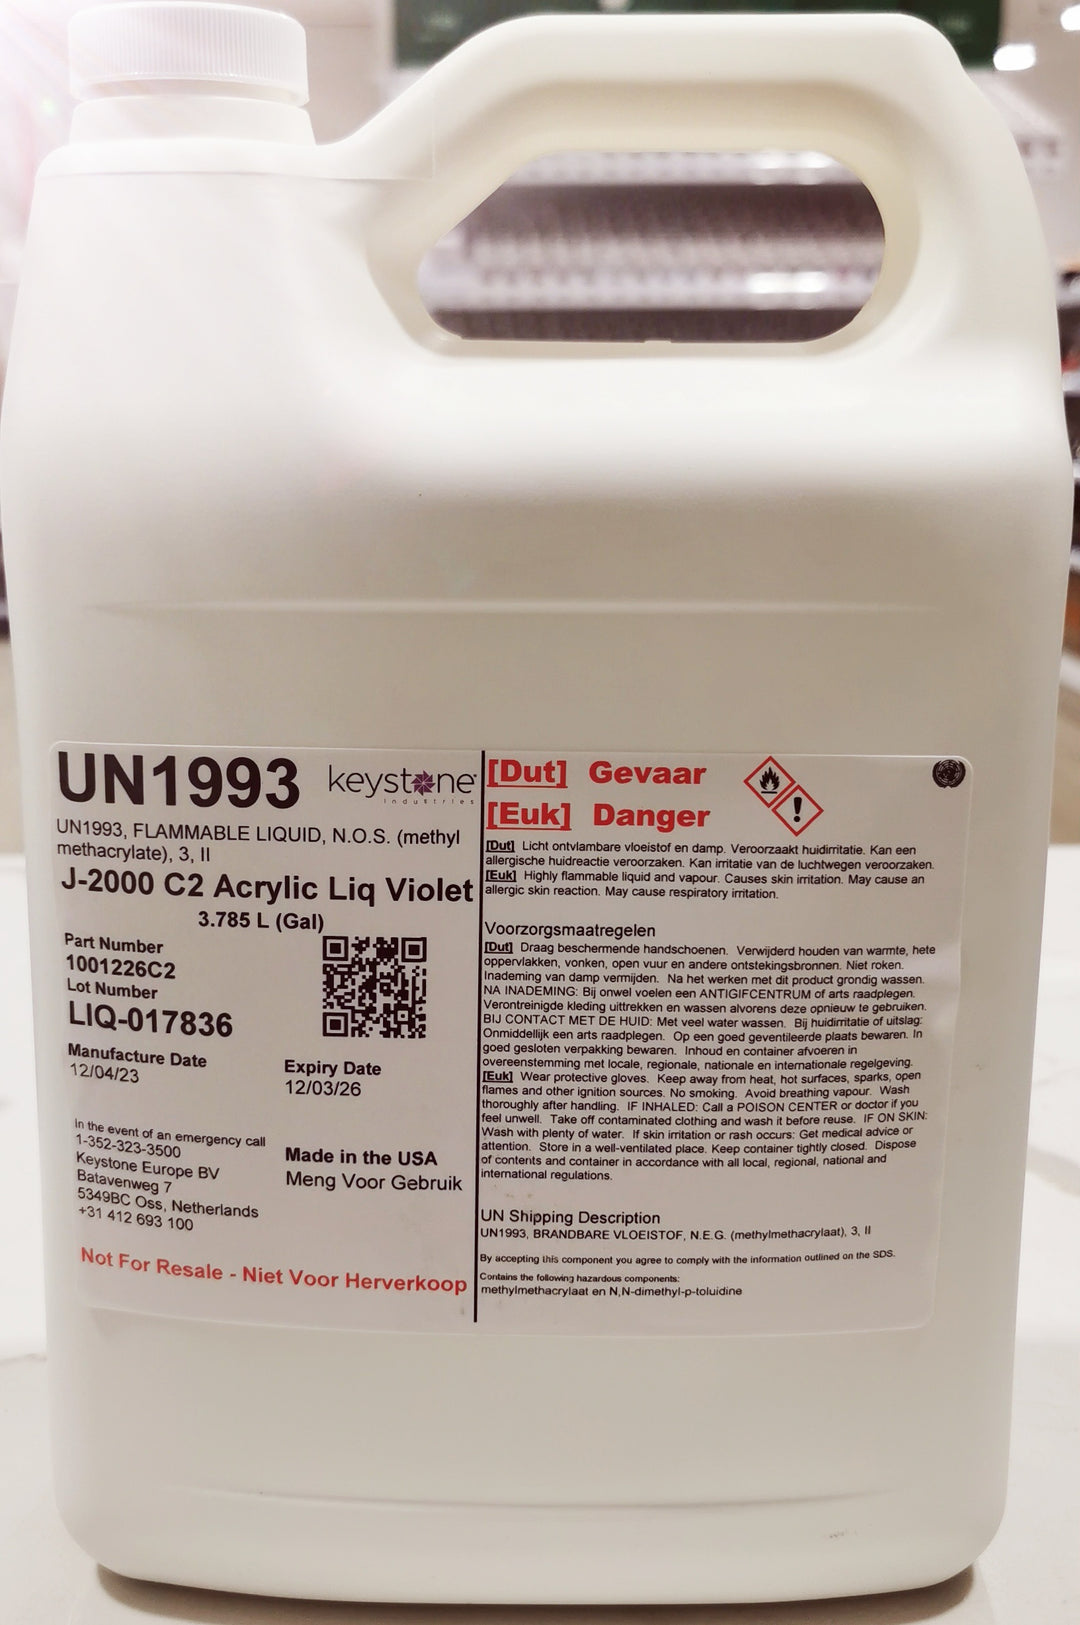 UN1993
keystone
industries
UN1993, FLAMMABLE LIQUID, N.O.S. (methyl
methacrylate), 3, II
J-2000 C2 Acrylic Liq Violet
3.785 L (Gal)
Part Number
1001226C2
Lot Number
LIQ-017836
Manufacture Date
12/04/23
Expiry Date
12/03/26
In the event of an emergency call
1-352-323-3500
Keystone Europe BV
Batavenweg 7
5349BC Oss, Netherlands
+31 412 693 100
Made in the USA
Meng Voor Gebruik
Not For Resale - Niet Voor Herverkoop
[Dut] Gevaar
[Euk] Danger
[Dut] Licht ontvlambare vloeistof en damp. Veroorzaakt huidirritatie. Kan een
allergische huidreactie veroorzaken. Kan irritatie van de luchtwegen veroorzaken.
[Euk] Highly flammable liquid and vapour. Causes skin irritation. May cause an
allergic skin reaction. May cause respiratory irritation.
Voorzorgsmaatregelen
[Dut] Draag beschermende handschoenen. Verwijderd houden van warmte, hete
oppervlakken, vonken, open vuur en andere ontstekingsbronnen. Niet roken.
Inademing van damp vermijden. Na het werken met dit product grondig wassen.
NA INADEMING: Bij onwel voelen een ANTIGIFCENTRUM of arts raadplegen.
Verontreinigde kleding uittrekken en wassen alvorens deze opnieuw te gebruiken.
BIJ CONTACT MET DE HUID: Met veel water wassen. Bij huidirritatie of uitslag:
Onmiddellijk een arts raadplegen. Op een goed geventileerde plaats bewaren. In
goed gesloten verpakking bewaren. Inhoud en container afvoeren in
overeenstemming met locale, regionale, nationale en internationale regelgeving.
[Euk] Wear protective gloves. Keep away from heat, hot surfaces, sparks, open
flames and other ignition sources. No smoking. Avoid breathing vapour. Wash
thoroughly after handling. IF INHALED: Call a POISON CENTER or doctor if you
feel unwell. Take off contaminated clothing and wash it before reuse. IF ON SKIN:
Wash with plenty of water. If skin irritation or rash occurs: Get medical advice or
attention. Store in a well-ventilated place. Keep container tightly closed. Dispose
of contents and container in accordance with all local, regional, national and
international regulations.
UN Shipping Description
UN1993, BRANDBARE VLOEISTOF, N.E.G. (methylmethacrylaat), 3, II
By accepting this component you agree to comply with the information outlined on the SDS.
Contains the following hazardous components:
methylmethacrylaat en N,N-dimethyl-p-toluidine